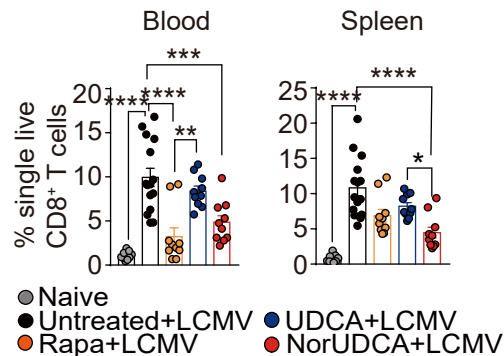 Blood
Spleen
% single live
CD8⁺ T cells
20
15
10
5
0
****
****
***
**
25
20
15
10
5
0
****
****
*
Naive
Untreated+LCMV
UDCA+LCMV
Rapa+LCMV
NorUDCA+LCMV